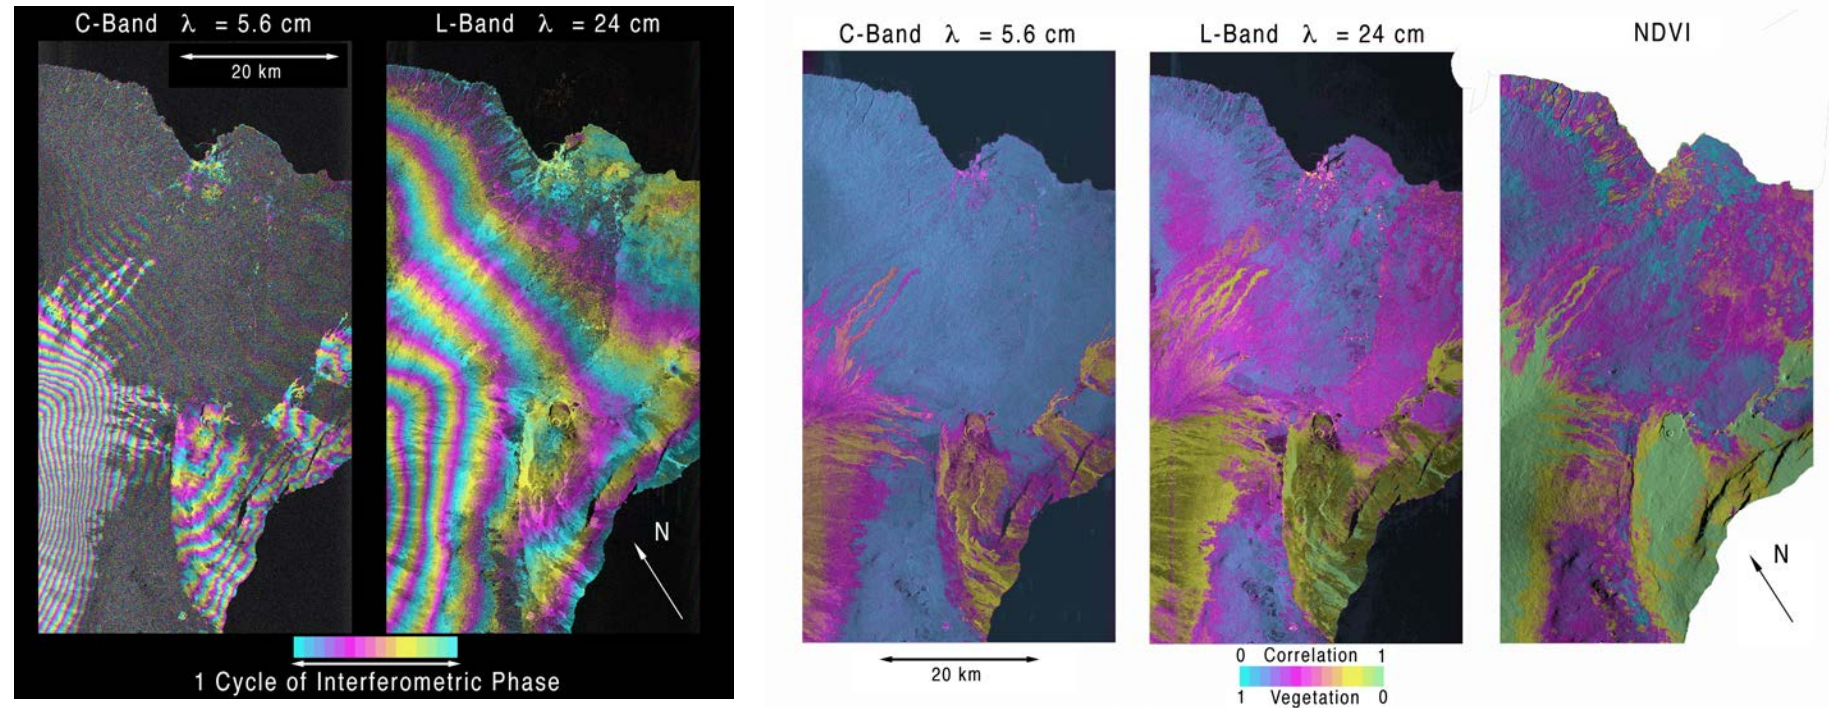 C-Band λ = 5.6 cm
20 km
L-Band λ = 24 cm
N
1 Cycle of Interferometric Phase
C-Band λ = 5.6 cm
L-Band λ = 24 cm
NDVI
N
20 km
0 Correlation 1
1 Vegetation 0